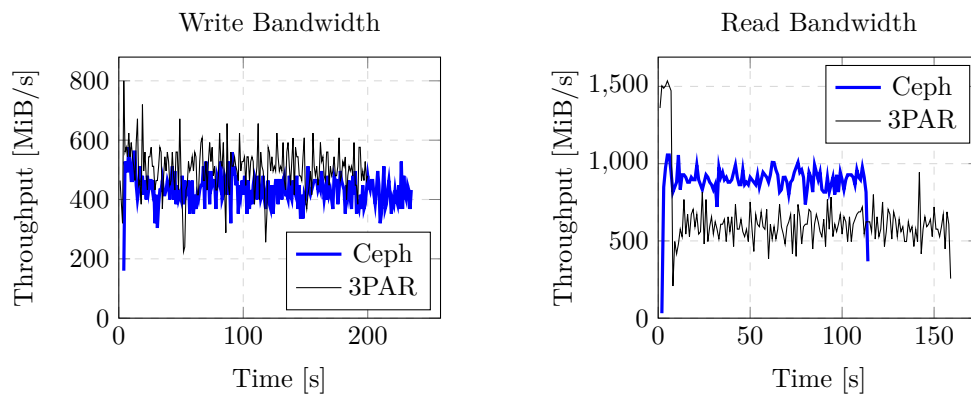 Write Bandwidth
Throughput [MiB/s]
800
600
400
200
0
Ceph
3PAR
0
100
200
Time [s]
Read Bandwidth
Throughput [MiB/s]
1,500
1,000
500
0
Ceph
3PAR
0
50
100
150
Time [s]